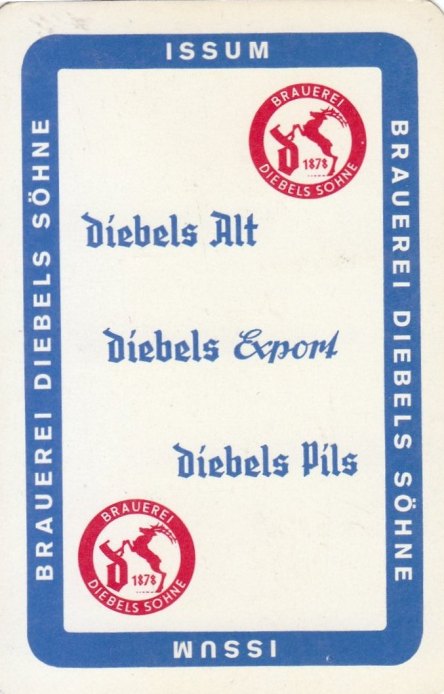 ISSUM
BRAUEREI
d 1878
DIEBELS SÖHNE
BRAUEREI DIEBELS SÖHNE
BRAUEREI DIEBELS SÖHNE
diebels Alt
diebels Export
diebels Pils
BRAUEREI
d 1878
DIEBELS SÖHNE
ISSUM